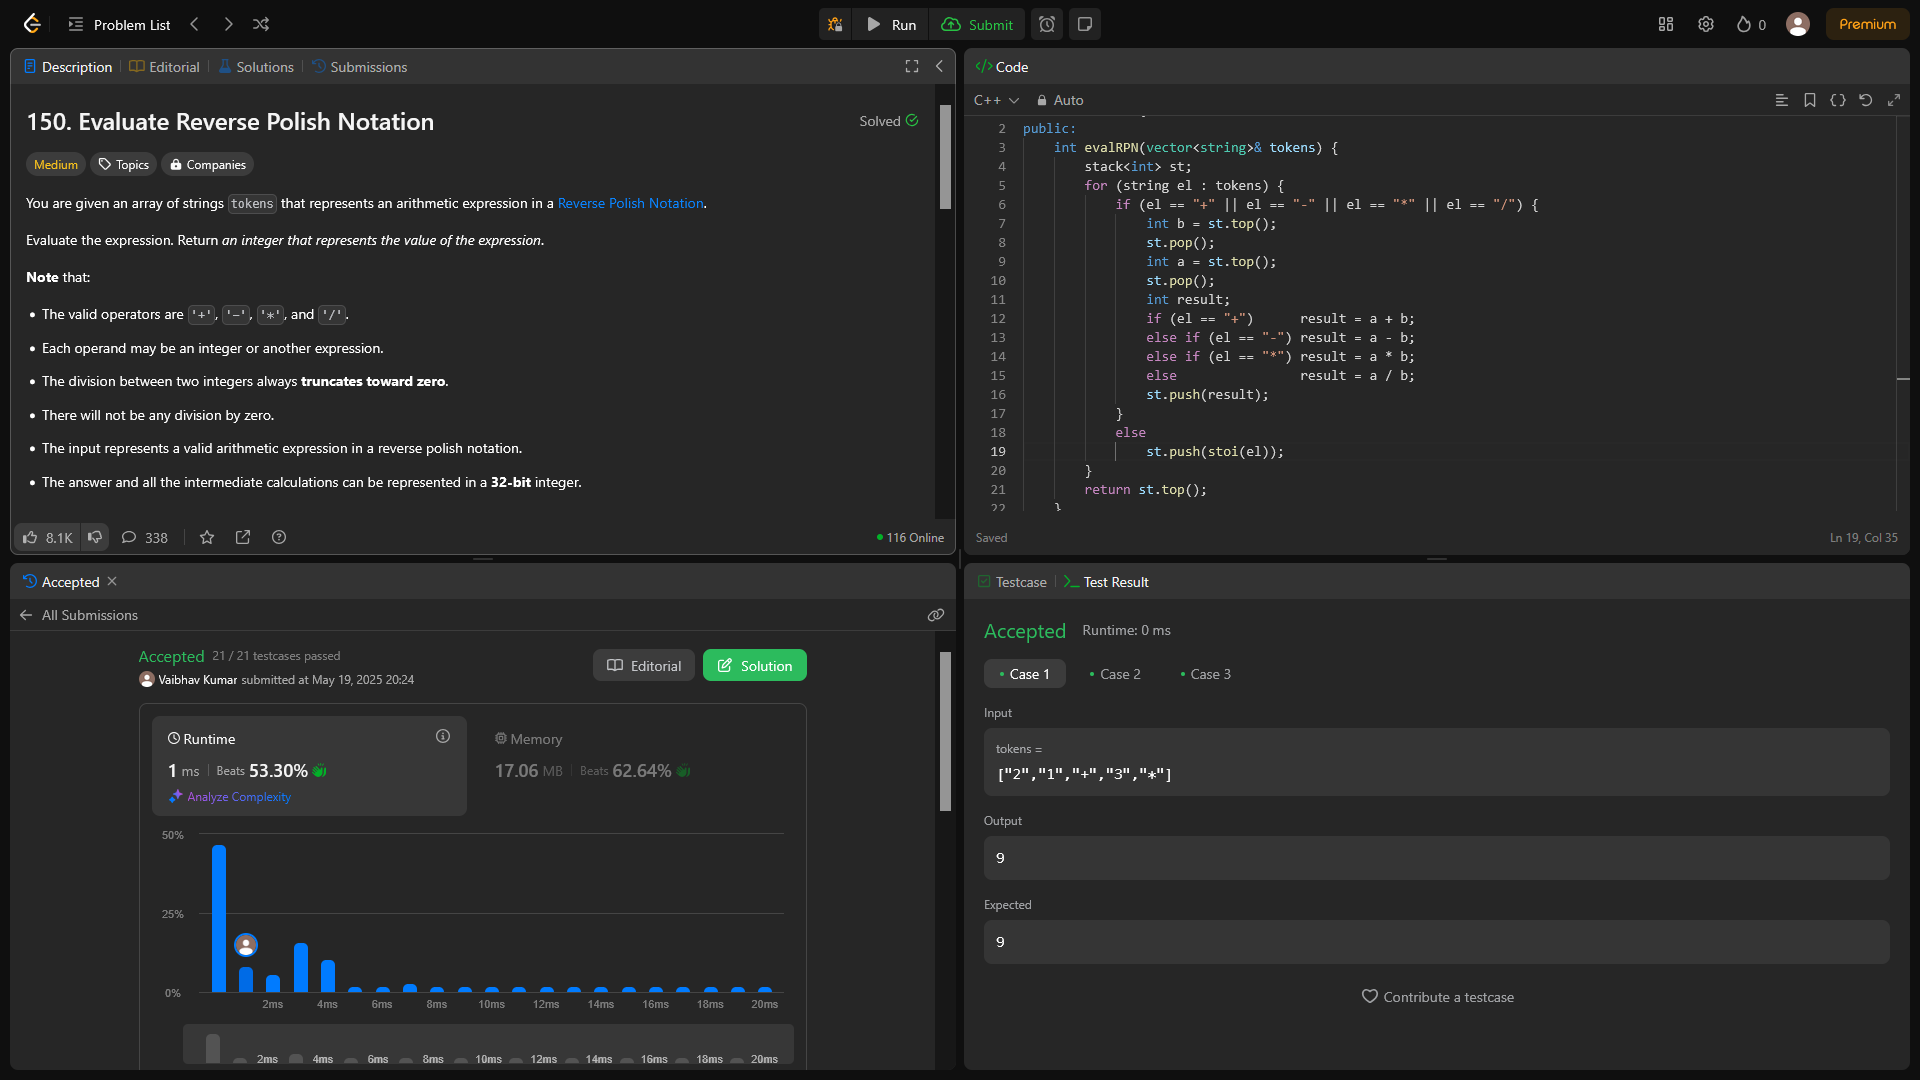 Problem List
Run
Submit
0
Premium
Description
Editorial
Solutions
Submissions
150. Evaluate Reverse Polish Notation
Solved
Medium
Topics
Companies
You are given an array of strings tokens that represents an arithmetic expression in a Reverse Polish Notation.
Evaluate the expression. Return an integer that represents the value of the expression.
Note that:
• The valid operators are '+', '-', '*', and '/'.
• Each operand may be an integer or another expression.
• The division between two integers always truncates toward zero.
• There will not be any division by zero.
• The input represents a valid arithmetic expression in a reverse polish notation.
• The answer and all the intermediate calculations can be represented in a 32-bit integer.
8.1K
338
116 Online
</> Code
C++
Auto
2 public:
3 int evalRPN(vector<string>& tokens) {
4 stack<int> st;
5 for (string el : tokens) {
6 if (el == "+" || el == "-" || el == "*" || el == "/") {
7 int b = st.top();
8 st.pop();
9 int a = st.top();
10 st.pop();
11 int result;
12 if (el == "+") result = a + b;
13 else if (el == "-") result = a - b;
14 else if (el == "*") result = a * b;
15 else result = a / b;
16 st.push(result);
17 }
18 else
19 st.push(stoi(el));
20 }
21 return st.top();
22 }
Saved
Ln 19, Col 35
Accepted
All Submissions
Accepted 21 / 21 testcases passed
Vaibhav Kumar submitted at May 19, 2025 20:24
Editorial
Solution
Runtime
1 ms | Beats 53.30%
Analyze Complexity
Memory
17.06 MB | Beats 62.64%
50%
25%
0%
2ms 4ms 6ms 8ms 10ms 12ms 14ms 16ms 18ms 20ms
2ms 4ms 6ms 8ms 10ms 12ms 14ms 16ms 18ms 20ms
Testcase
Test Result
Accepted Runtime: 0 ms
• Case 1
• Case 2
• Case 3
Input
tokens =
["2","1","+","3","*"]
Output
9
Expected
9
Contribute a testcase